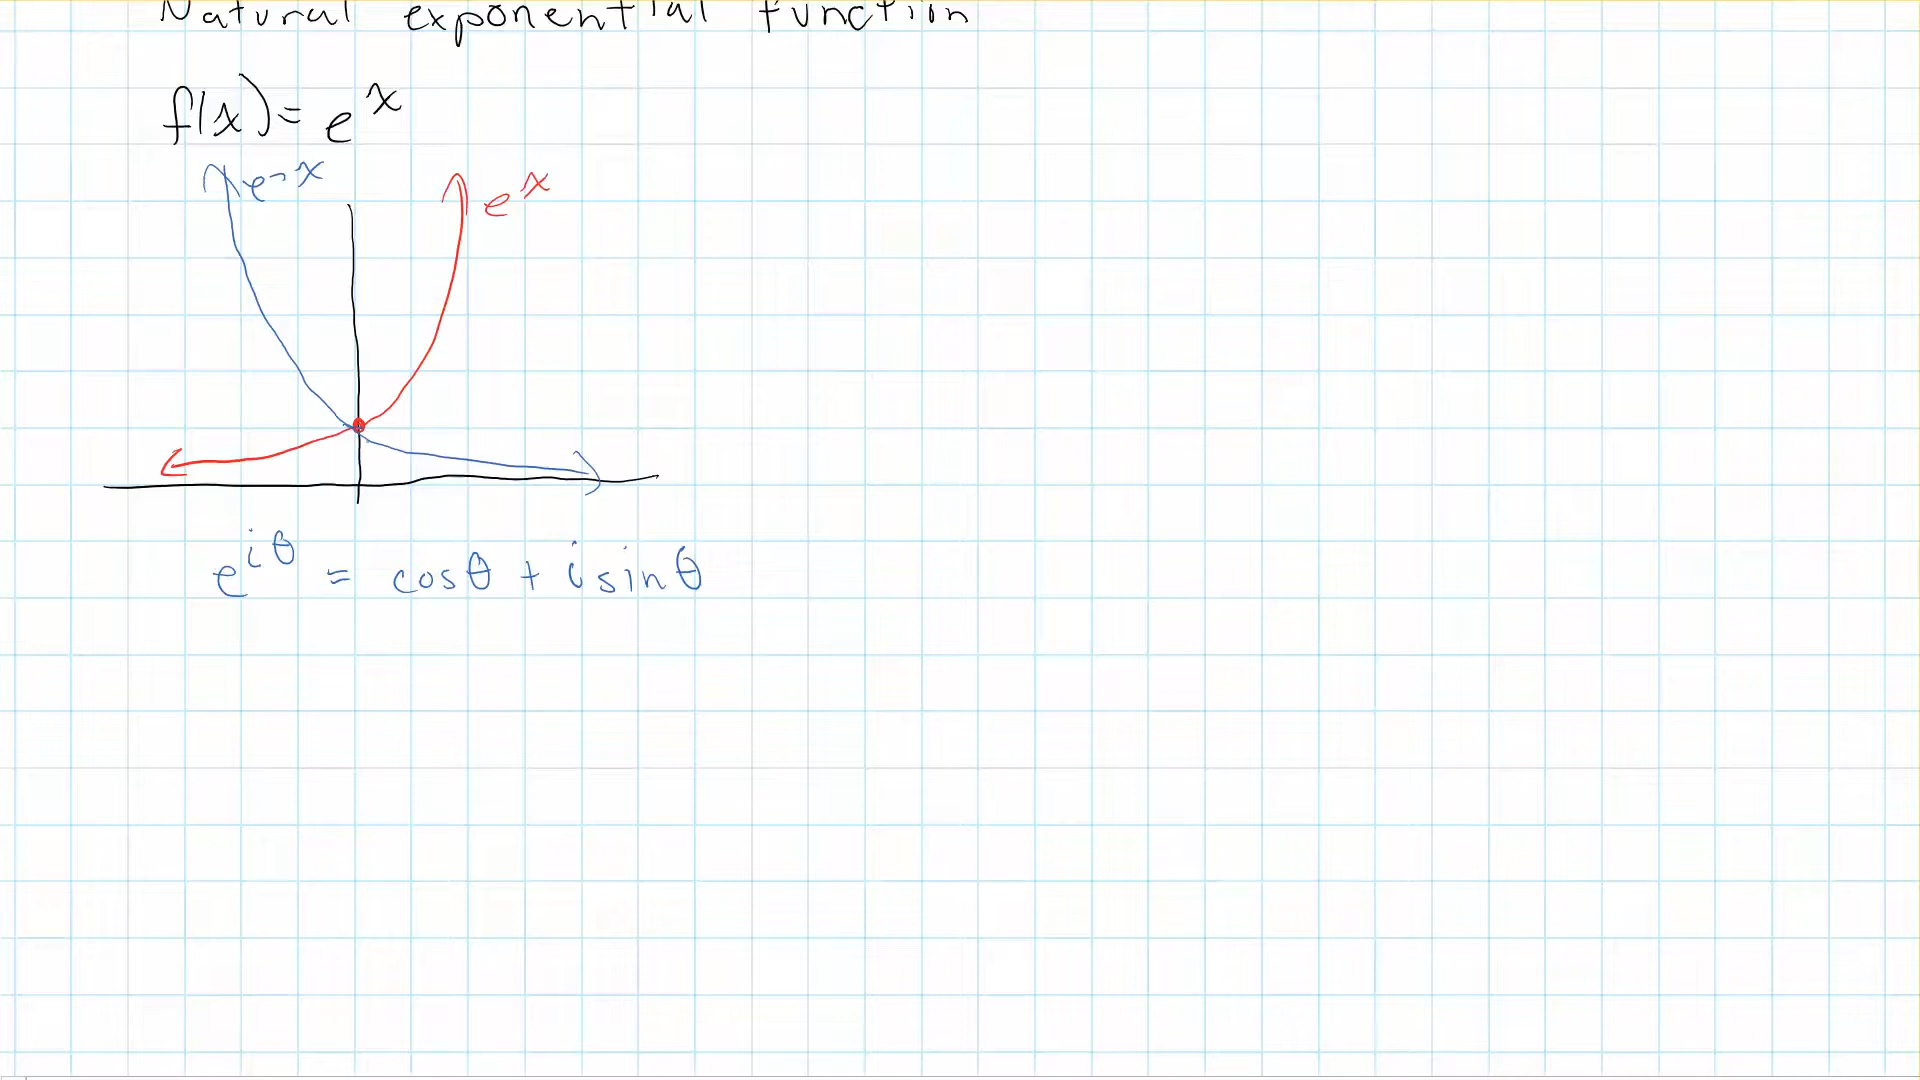 Natural exponential function
f(x) = e^x
e^-x
e^x
e^iθ = cosθ + i sinθ